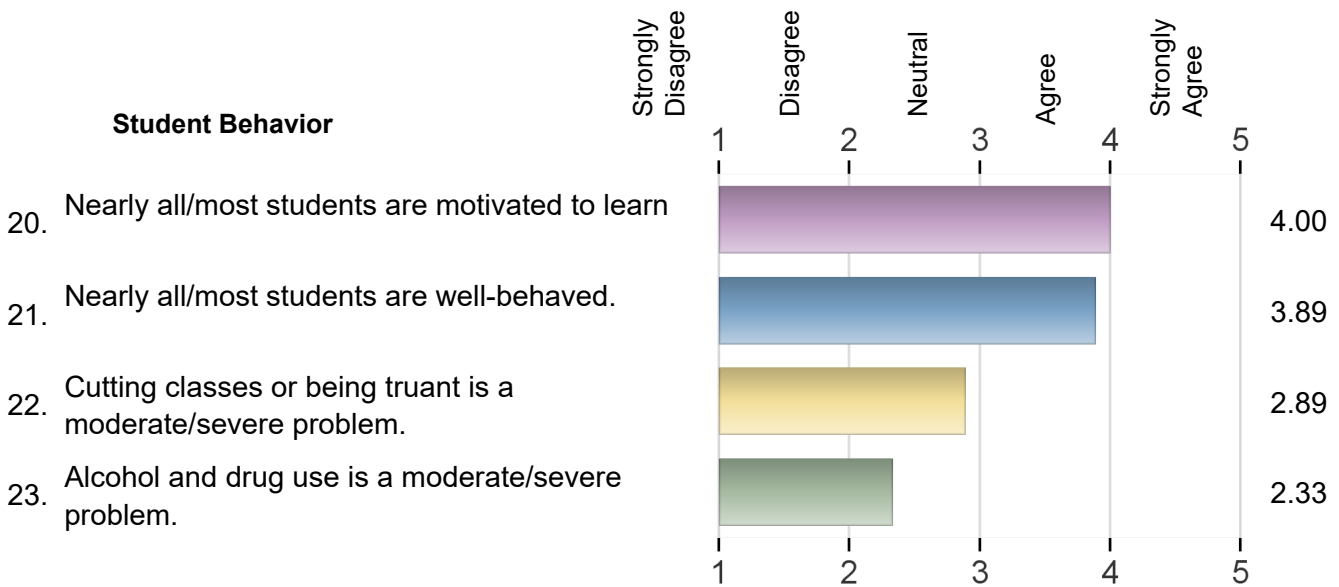 Strongly
Disagree
Disagree
Neutral
Agree
Strongly
Agree
Student Behavior
1 2 3 4 5
20. Nearly all/most students are motivated to learn 4.00
21. Nearly all/most students are well-behaved. 3.89
22. Cutting classes or being truant is a
moderate/severe problem. 2.89
23. Alcohol and drug use is a moderate/severe
problem. 2.33
1 2 3 4 5